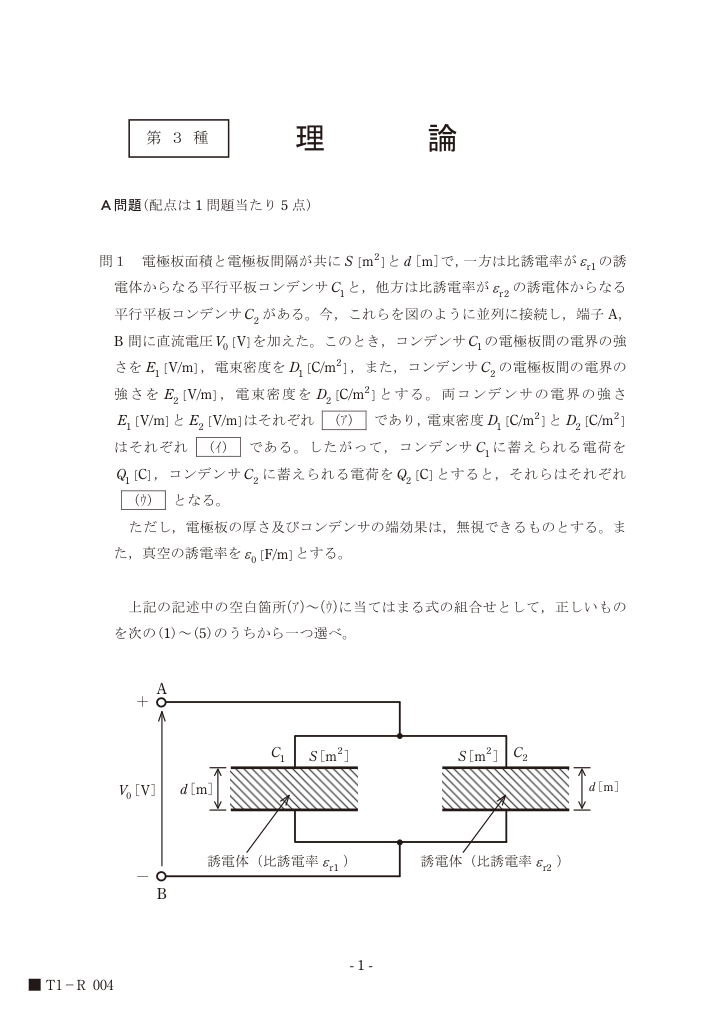 第 3 種
理 論
A問題(配点は1問題当たり5点)
問1 電極板面積と電極板間隔が共に S [m²] と d [m] で，一方は比誘電率が εr1 の誘
電体からなる平行平板コンデンサ C1 と，他方は比誘電率が εr2 の誘電体からなる
平行平板コンデンサ C2 がある。今，これらを図のように並列に接続し，端子 A，
B 間に直流電圧 V0 [V] を加えた。このとき，コンデンサ C1 の電極板間の電界の強
さを E1 [V/m]，電束密度を D1 [C/m²]，また，コンデンサ C2 の電極板間の電界の
強さを E2 [V/m]，電束密度を D2 [C/m²] とする。両コンデンサの電界の強さ
E1 [V/m] と E2 [V/m] はそれぞれ (ア) であり，電束密度 D1 [C/m²] と D2 [C/m²]
はそれぞれ (イ) である。したがって，コンデンサ C1 に蓄えられる電荷を
Q1 [C]，コンデンサ C2 に蓄えられる電荷を Q2 [C] とすると，それらはそれぞれ
(ウ) となる。
ただし，電極板の厚さ及びコンデンサの端効果は，無視できるものとする。ま
た，真空の誘電率を ε0 [F/m] とする。
上記の記述中の空白箇所(ア)～(ウ)に当てはまる式の組合せとして，正しいもの
を次の(1)～(5)のうちから一つ選べ。
A
＋
C1 S [m²]
S [m²] C2
V0 [V]
d [m]
d [m]
誘電体（比誘電率 εr1）
誘電体（比誘電率 εr2）
－
B
- 1 -
■ T1－R 004